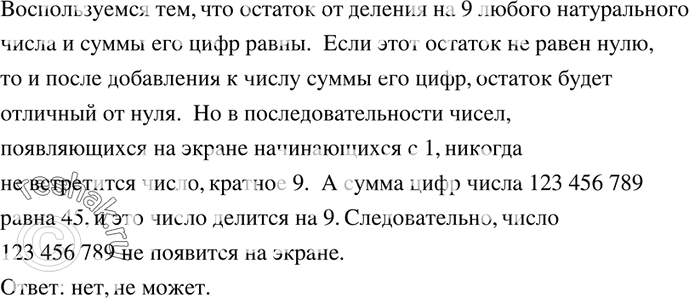 Воспользуемся тем, что остаток от деления на 9 любого натурального
числа и суммы его цифр равны.  Если этот остаток не равен нулю,
то и после добавления к числу суммы его цифр, остаток будет
отличный от нуля.  Но в последовательности чисел,
появляющихся на экране начинающихся с 1, никогда
не встретится число, кратное 9.  А сумма цифр числа 123 456 789
равна 45, и это число делится на 9. Следовательно, число
123 456 789 не появится на экране.
Ответ: нет, не может.
reshak.ru